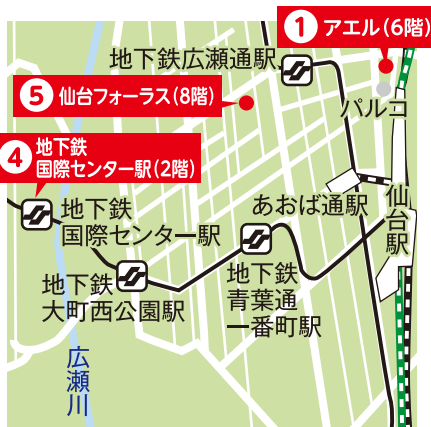 ① アエル(6階)
地下鉄広瀬通駅
⑤ 仙台フォーラス(8階)
パルコ
④ 地下鉄
国際センター駅(2階)
地下鉄
国際センター駅
あおば通駅
仙台駅
地下鉄
大町西公園駅
地下鉄
青葉通
一番町駅
広瀬川